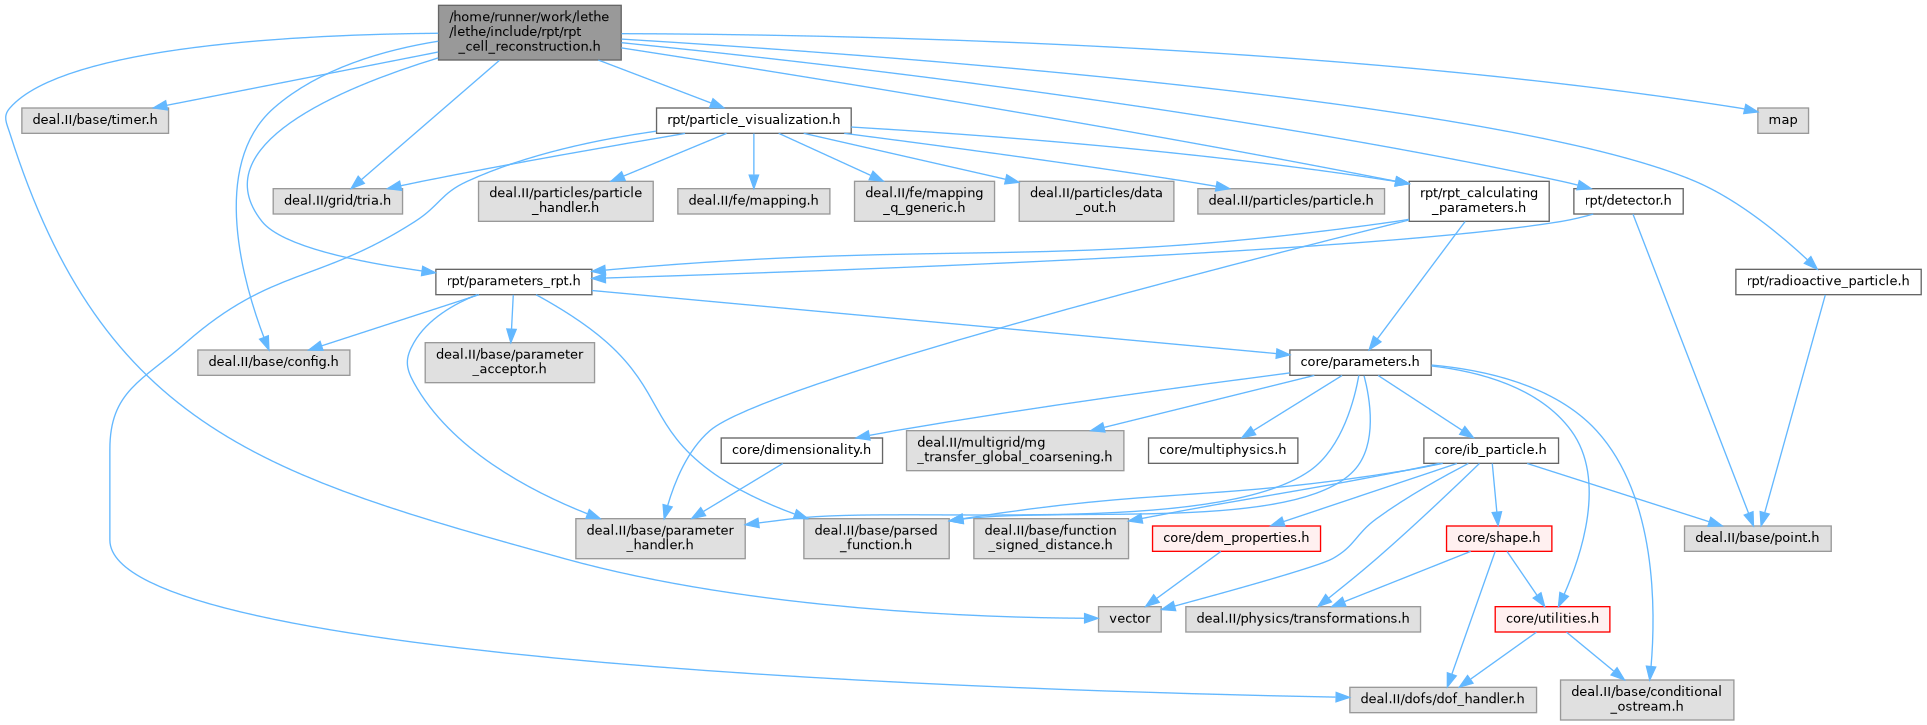 /home/runner/work/lethe
/lethe/include/rpt/rpt
_cell_reconstruction.h
deal.II/base/timer.h
rpt/particle_visualization.h
map
deal.II/grid/tria.h
deal.II/particles/particle
_handler.h
deal.II/fe/mapping.h
deal.II/fe/mapping
_q_generic.h
deal.II/particles/data
_out.h
deal.II/particles/particle.h
rpt/rpt_calculating
_parameters.h
rpt/detector.h
rpt/parameters_rpt.h
rpt/radioactive_particle.h
deal.II/base/config.h
deal.II/base/parameter
_acceptor.h
core/parameters.h
core/dimensionality.h
deal.II/multigrid/mg
_transfer_global_coarsening.h
core/multiphysics.h
core/ib_particle.h
deal.II/base/parameter
_handler.h
deal.II/base/parsed
_function.h
deal.II/base/function
_signed_distance.h
core/dem_properties.h
core/shape.h
deal.II/base/point.h
vector
deal.II/physics/transformations.h
core/utilities.h
deal.II/dofs/dof_handler.h
deal.II/base/conditional
_ostream.h